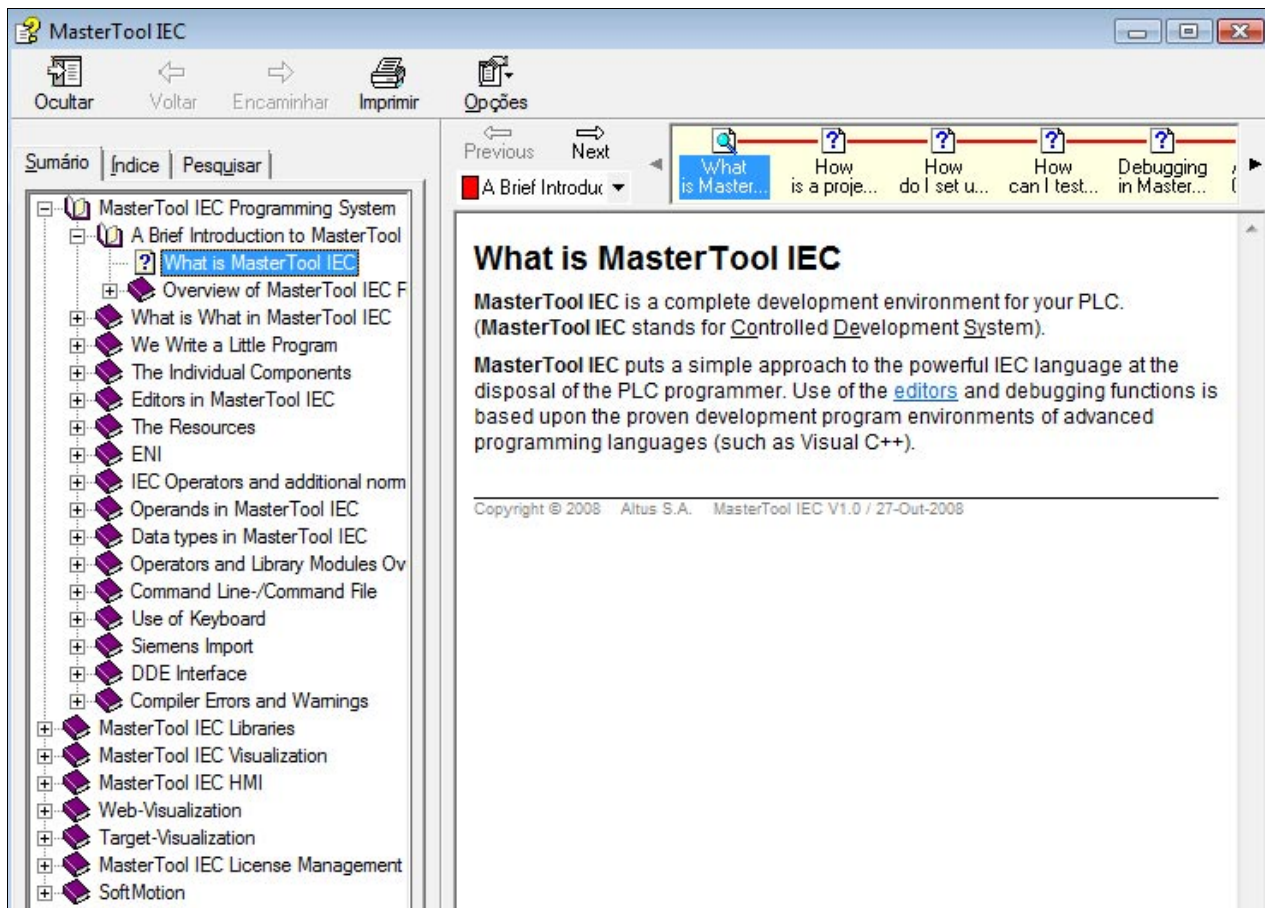 MasterTool IEC
Ocultar
Voltar
Encaminhar
Imprimir
Opções
Sumário
Índice
Pesquisar
MasterTool IEC Programming System
A Brief Introduction to MasterTool
What is MasterTool IEC
Overview of MasterTool IEC F
What is What in MasterTool IEC
We Write a Little Program
The Individual Components
Editors in MasterTool IEC
The Resources
ENI
IEC Operators and additional norm
Operands in MasterTool IEC
Data types in MasterTool IEC
Operators and Library Modules Ov
Command Line-/Command File
Use of Keyboard
Siemens Import
DDE Interface
Compiler Errors and Warnings
MasterTool IEC Libraries
MasterTool IEC Visualization
MasterTool IEC HMI
Web-Visualization
Target-Visualization
MasterTool IEC License Management
SoftMotion
Previous
Next
A Brief Introduc
What
is Master...
How
is a proje...
How
do I set u...
How
can I test...
Debugging
in Master...
What is MasterTool IEC
MasterTool IEC is a complete development environment for your PLC.
(MasterTool IEC stands for Controlled Development System).
MasterTool IEC puts a simple approach to the powerful IEC language at the
disposal of the PLC programmer. Use of the editors and debugging functions is
based upon the proven development program environments of advanced
programming languages (such as Visual C++).
Copyright © 2008 Altus S.A. MasterTool IEC V1.0 / 27-Out-2008